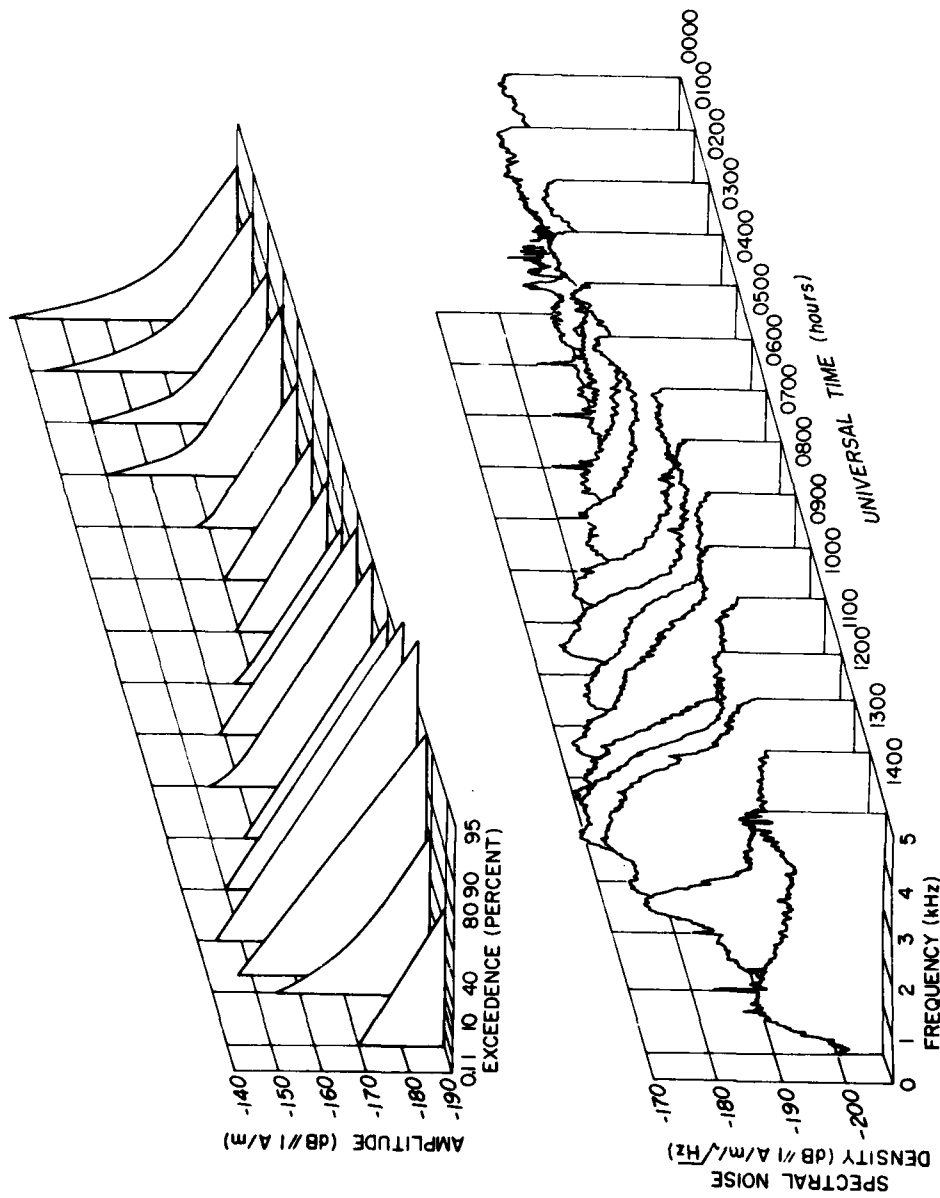 AMPLITUDE (dB//1 A/m)
-140
-150
-160
-170
-180
-190
0.1 1 10 40 80 90 95
EXCEEDENCE (PERCENT)
SPECTRAL NOISE
DENSITY (dB//1 A/m/√Hz)
-170
-180
-190
-200
0 1 2 3 4 5
FREQUENCY (kHz)
1400 1300 1200 1100 1000 0900 0800 0700 0600 0500 0400 0300 0200 0100 0000
UNIVERSAL TIME (hours)